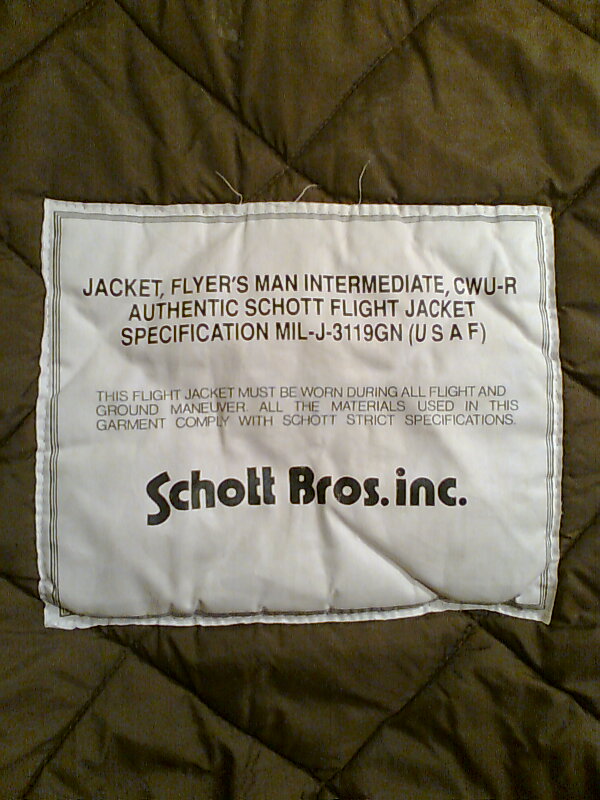 JACKET, FLYER'S MAN INTERMEDIATE, CWU-R
AUTHENTIC SCHOTT FLIGHT JACKET
SPECIFICATION MIL-J-3119GN (U S A F)
THIS FLIGHT JACKET MUST BE WORN DURING ALL FLIGHT AND
GROUND MANEUVER. ALL THE MATERIALS USED IN THIS
GARMENT COMPLY WITH SCHOTT STRICT SPECIFICATIONS.
Schott Bros. inc.